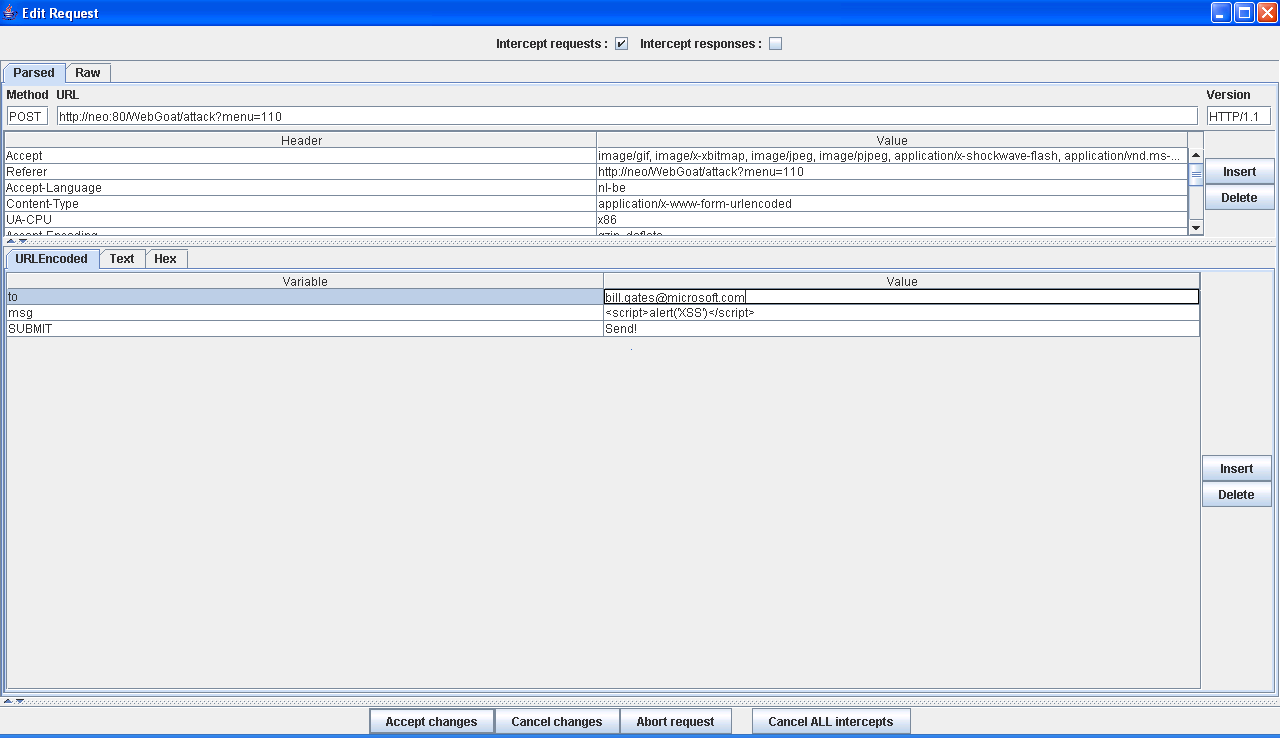 Edit Request
Intercept requests : Intercept responses :
Parsed Raw
Method URL Version
POST http://neo:80/WebGoat/attack?menu=110 HTTP/1.1
Header Value
Accept image/gif, image/x-xbitmap, image/jpeg, image/pjpeg, application/x-shockwave-flash, application/vnd.ms-...
Referer http://neo/WebGoat/attack?menu=110 Insert
Accept-Language nl-be
Content-Type application/x-www-form-urlencoded Delete
UA-CPU x86
Accept-Encoding gzip, deflate
URLEncoded Text Hex
Variable Value
to bill.gates@microsoft.com
msg <script>alert('XSS')</script>
SUBMIT Send!
Insert
Delete
Accept changes Cancel changes Abort request Cancel ALL intercepts